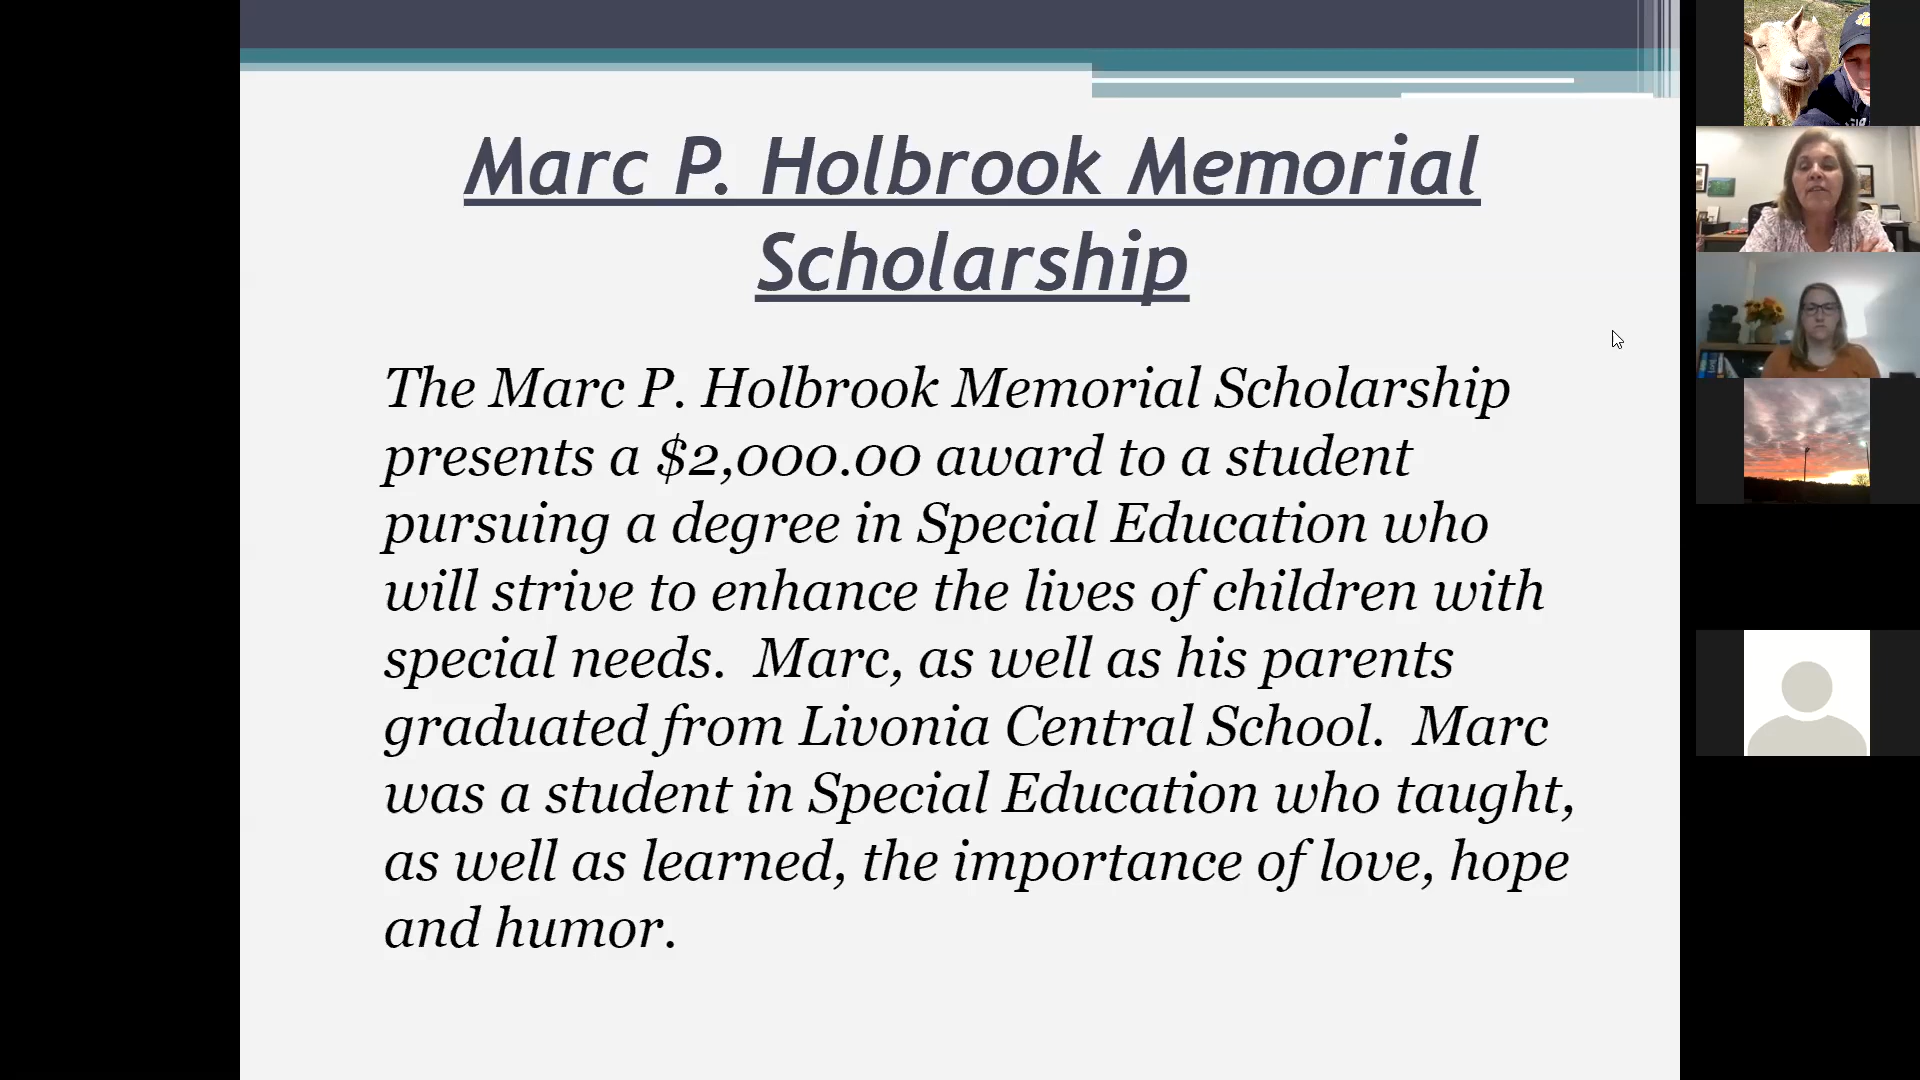 Marc P. Holbrook Memorial
Scholarship
The Marc P. Holbrook Memorial Scholarship
presents a $2,000.00 award to a student
pursuing a degree in Special Education who
will strive to enhance the lives of children with
special needs.  Marc, as well as his parents
graduated from Livonia Central School.  Marc
was a student in Special Education who taught,
as well as learned, the importance of love, hope
and humor.